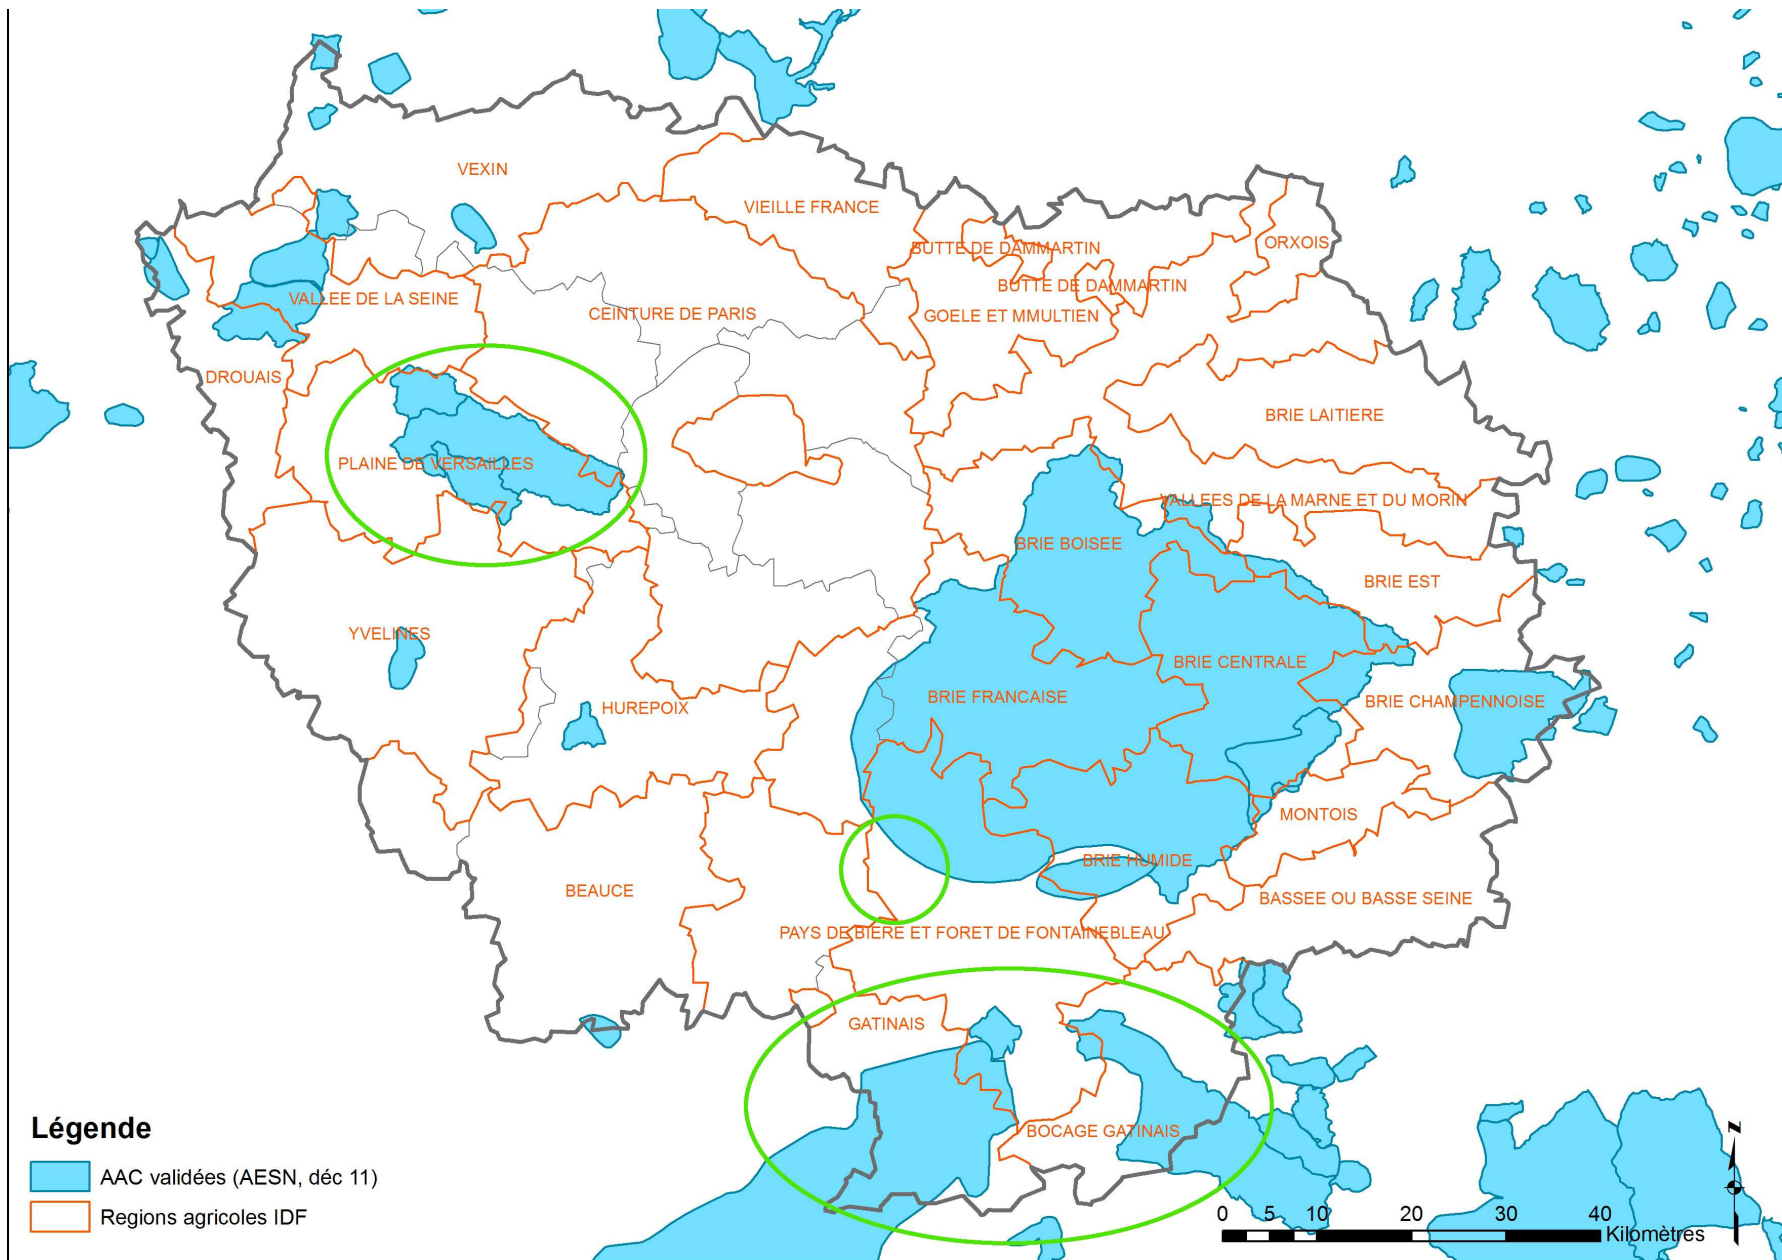 VEXIN
VIEILLE FRANCE
BUTTE DE DAMMARTIN
ORXOIS
BUTTE DE DAMMARTIN
VALLEE DE LA SEINE
CEINTURE DE PARIS
GOELE ET MMULTIEN
DROUAIS
BRIE LAITIERE
PLAINE DE VERSAILLES
VALLEES DE LA MARNE ET DU MORIN
BRIE BOISEE
BRIE EST
YVELINES
BRIE CENTRALE
BRIE FRANCAISE
BRIE CHAMPENNOISE
HUREPOIX
MONTOIS
BRIE HUMIDE
BEAUCE
BASSEE OU BASSE SEINE
PAYS DE BIERE ET FORET DE FONTAINEBLEAU
GATINAIS
BOCAGE GATINAIS
Légende
AAC validées (AESN, déc 11)
Regions agricoles IDF
N
0 5 10 20 30 40
Kilomètres